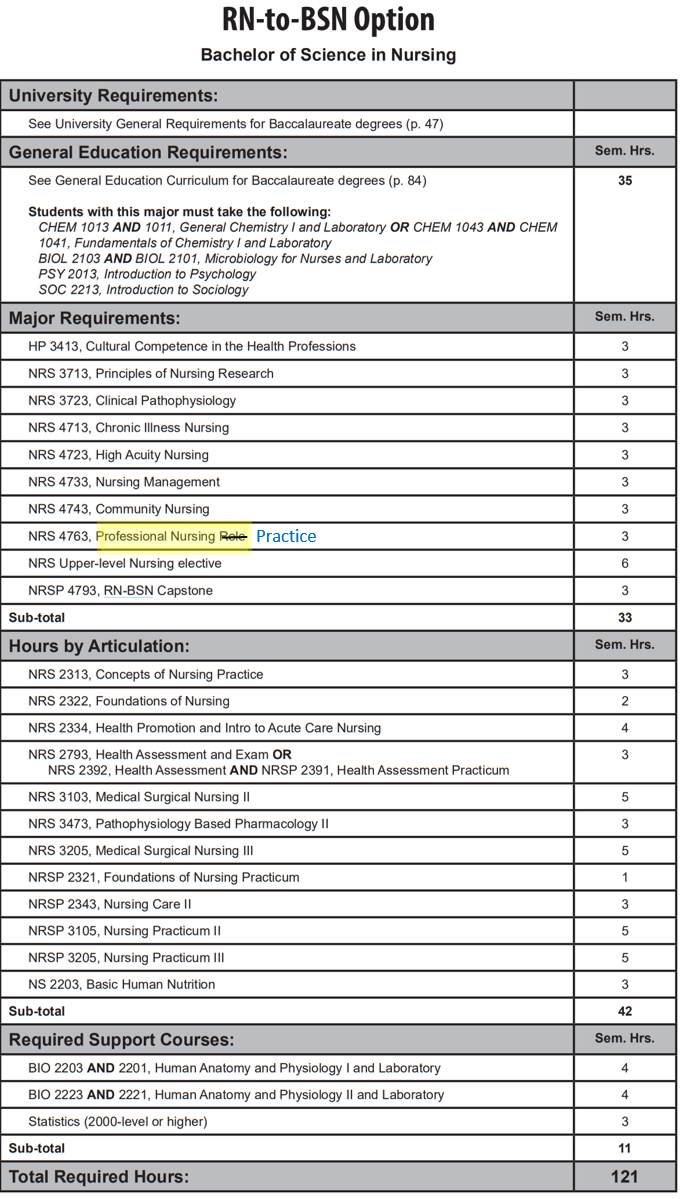 RN-to-BSN Option
Bachelor of Science in Nursing
University Requirements:
See University General Requirements for Baccalaureate degrees (p. 47)
General Education Requirements: Sem. Hrs.
See General Education Curriculum for Baccalaureate degrees (p. 84) 35
Students with this major must take the following:
CHEM 1013 AND 1011, General Chemistry I and Laboratory OR CHEM 1043 AND CHEM
1041, Fundamentals of Chemistry I and Laboratory
BIOL 2103 AND BIOL 2101, Microbiology for Nurses and Laboratory
PSY 2013, Introduction to Psychology
SOC 2213, Introduction to Sociology
Major Requirements: Sem. Hrs.
HP 3413, Cultural Competence in the Health Professions 3
NRS 3713, Principles of Nursing Research 3
NRS 3723, Clinical Pathophysiology 3
NRS 4713, Chronic Illness Nursing 3
NRS 4723, High Acuity Nursing 3
NRS 4733, Nursing Management 3
NRS 4743, Community Nursing 3
NRS 4763, Professional Nursing Role Practice 3
NRS Upper-level Nursing elective 6
NRSP 4793, RN-BSN Capstone 3
Sub-total 33
Hours by Articulation: Sem. Hrs.
NRS 2313, Concepts of Nursing Practice 3
NRS 2322, Foundations of Nursing 2
NRS 2334, Health Promotion and Intro to Acute Care Nursing 4
NRS 2793, Health Assessment and Exam OR 3
NRS 2392, Health Assessment AND NRSP 2391, Health Assessment Practicum
NRS 3103, Medical Surgical Nursing II 5
NRS 3473, Pathophysiology Based Pharmacology II 3
NRS 3205, Medical Surgical Nursing III 5
NRSP 2321, Foundations of Nursing Practicum 1
NRSP 2343, Nursing Care II 3
NRSP 3105, Nursing Practicum II 5
NRSP 3205, Nursing Practicum III 5
NS 2203, Basic Human Nutrition 3
Sub-total 42
Required Support Courses: Sem. Hrs.
BIO 2203 AND 2201, Human Anatomy and Physiology I and Laboratory 4
BIO 2223 AND 2221, Human Anatomy and Physiology II and Laboratory 4
Statistics (2000-level or higher) 3
Sub-total 11
Total Required Hours: 121